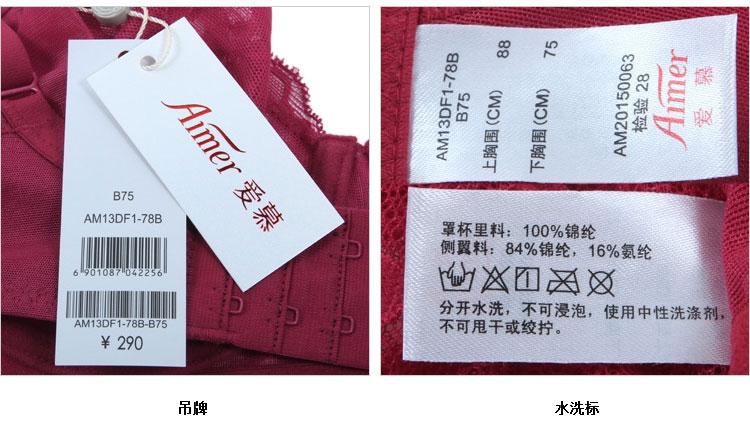 Aimer 爱慕
B75
AM13DF1-78B
6 901087 042256
AM13DF1-78B-B75
¥ 290
AM13DF1-78B
B75
上胸围(CM) 88
下胸围(CM) 75
AM20150063
检验 28
Aimer
爱慕
罩杯里料：100%锦纶
侧翼料：84%锦纶，16%氨纶
分开水洗，不可浸泡，使用中性洗涤剂，
不可甩干或绞拧。
吊牌
水洗标